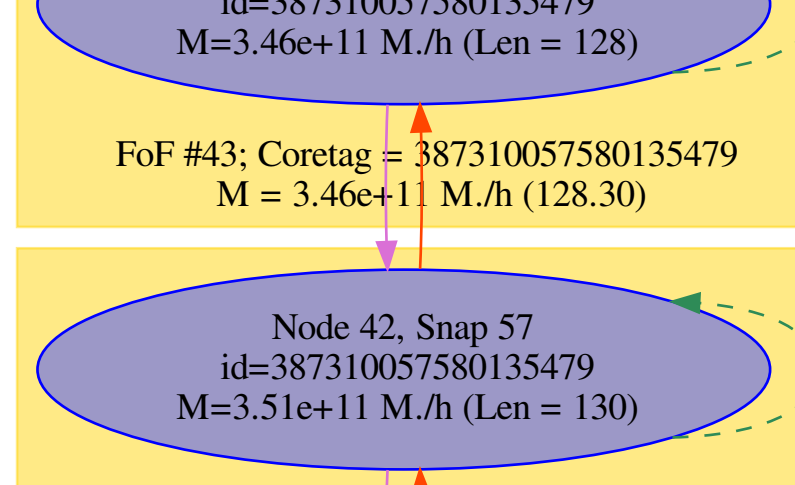 id=387310057580135479
M=3.46e+11 M./h (Len = 128)
FoF #43; Coretag = 387310057580135479
M = 3.46e+11 M./h (128.30)
Node 42, Snap 57
id=387310057580135479
M=3.51e+11 M./h (Len = 130)